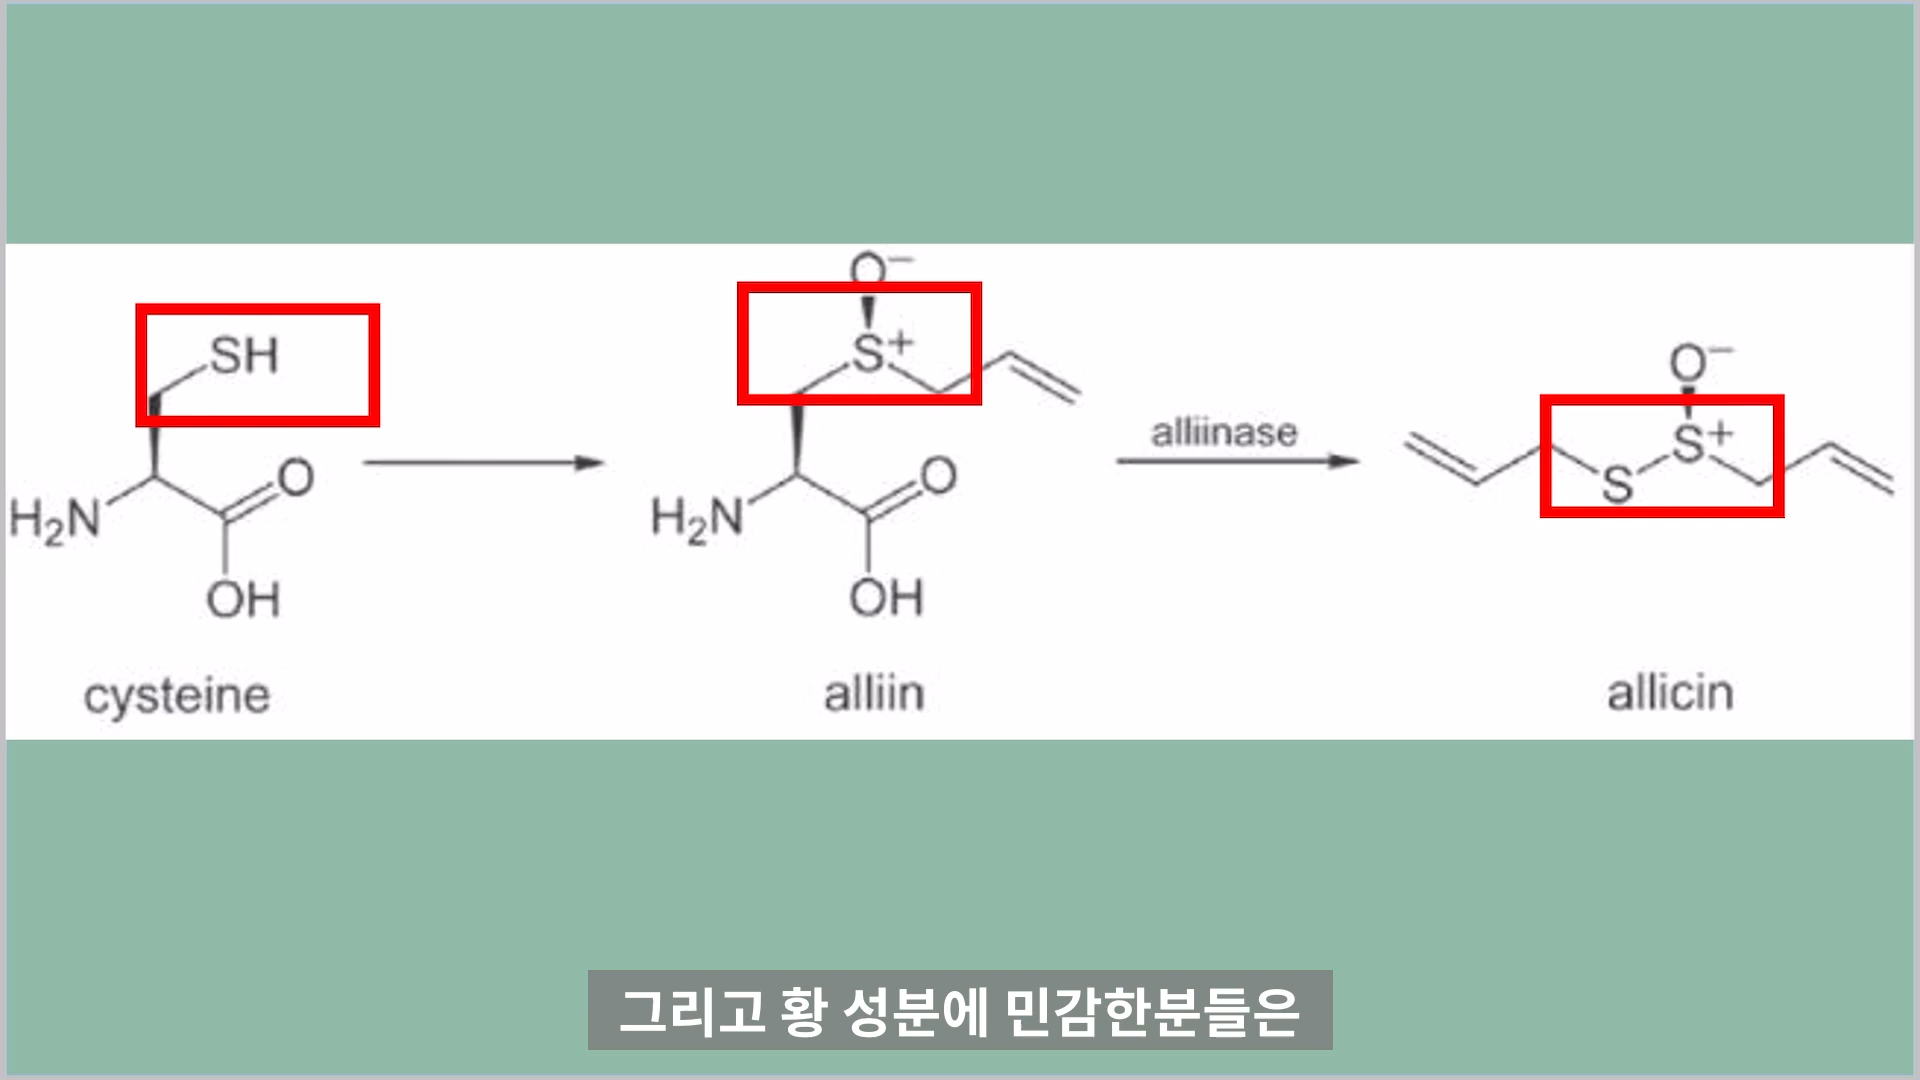 SH
H₂N
O
OH
cysteine
O⁻
S⁺
H₂N
O
OH
alliin
alliinase
O⁻
S⁺
S
allicin
그리고 황 성분에 민감한분들은